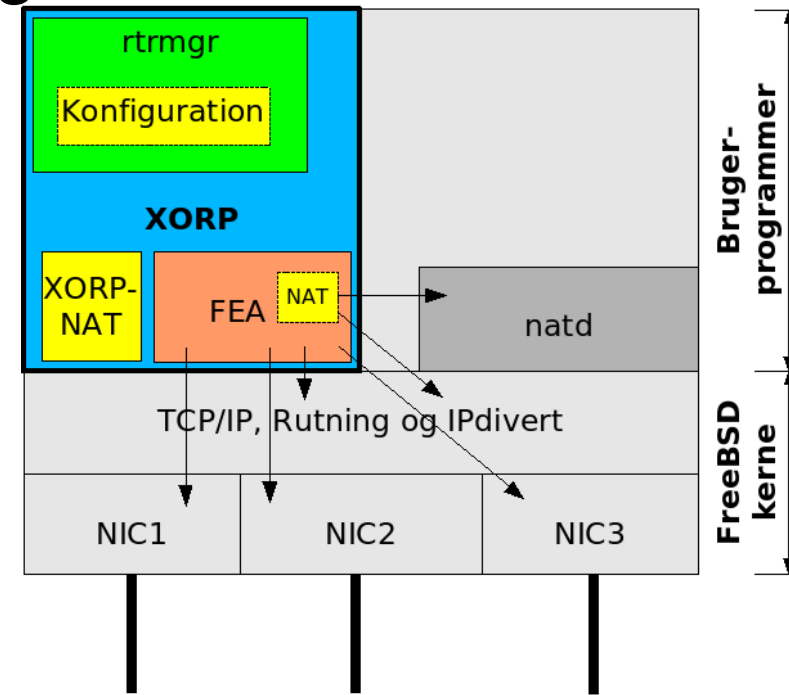 rtrmgr
Konfiguration
XORP
XORP-
NAT
FEA
NAT
natd
TCP/IP, Rutning og IPdivert
NIC1
NIC2
NIC3
Bruger-
programmer
FreeBSD
kerne